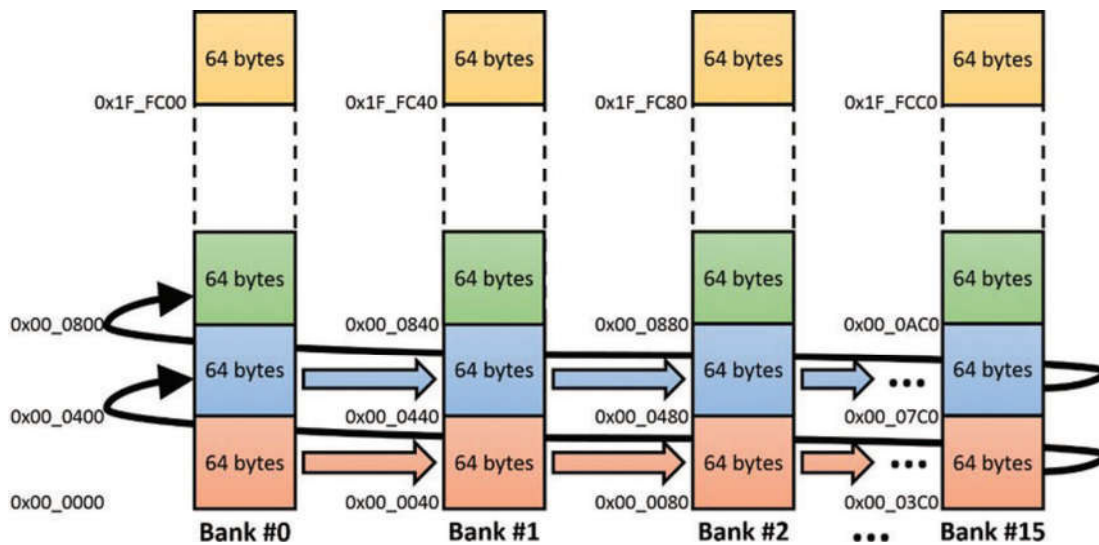 64 bytes 64 bytes 64 bytes 64 bytes
0x1F_FC00 0x1F_FC40 0x1F_FC80 0x1F_FCC0
64 bytes 64 bytes 64 bytes 64 bytes
0x00_0800 0x00_0840 0x00_0880 0x00_0AC0
64 bytes 64 bytes 64 bytes ... 64 bytes
0x00_0400 0x00_0440 0x00_0480 0x00_07C0
64 bytes 64 bytes 64 bytes ... 64 bytes
0x00_0000 0x00_0040 0x00_0080 0x00_03C0
Bank #0 Bank #1 Bank #2 ... Bank #15